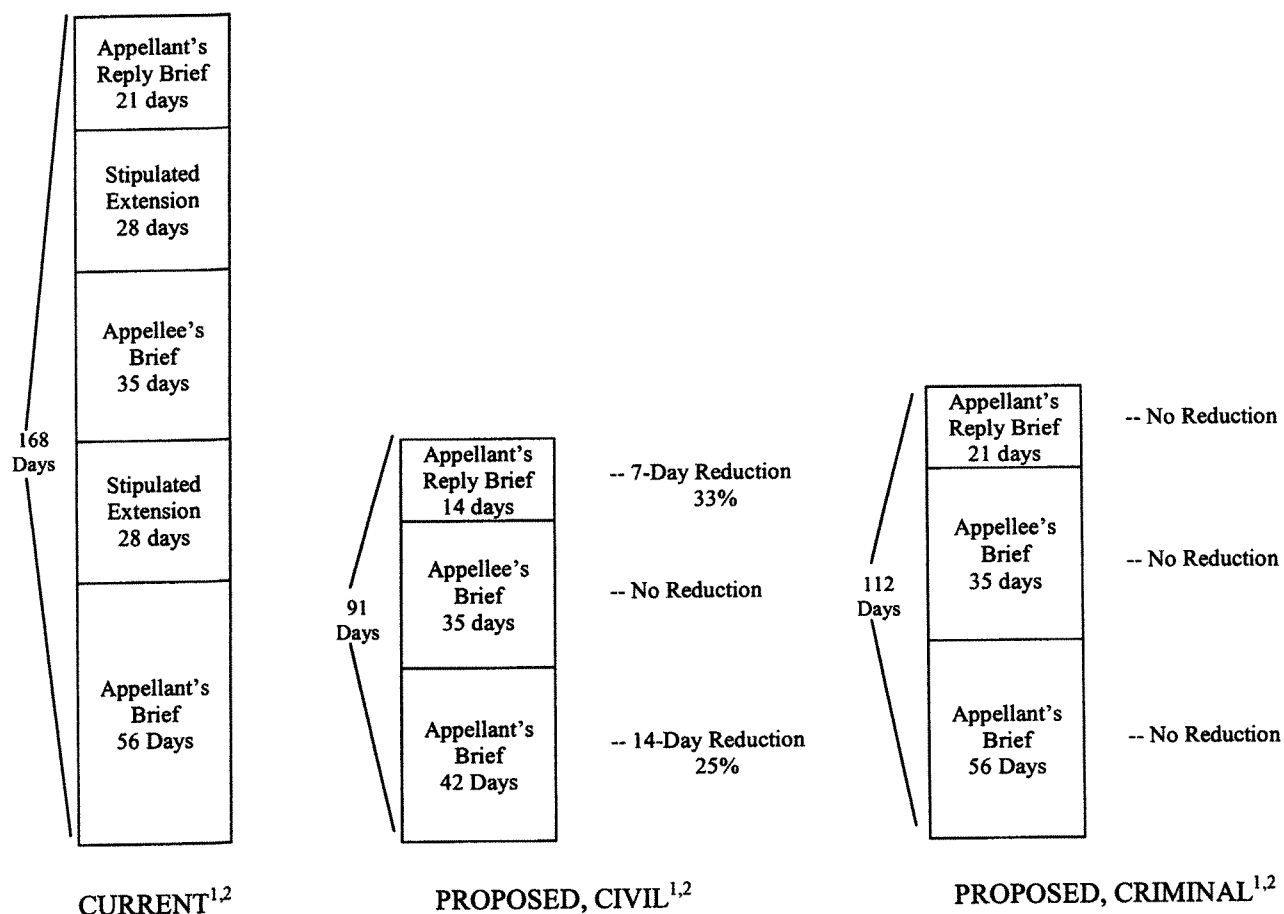 Appellant's
Reply Brief
21 days
Stipulated
Extension
28 days
Appellee's
Brief
35 days
168
Days
Stipulated
Extension
28 days
Appellant's
Brief
56 Days
CURRENT1,2
Appellant's
Reply Brief
14 days
-- 7-Day Reduction
33%
Appellee's
Brief
35 days
-- No Reduction
91
Days
Appellant's
Brief
42 Days
-- 14-Day Reduction
25%
PROPOSED, CIVIL1,2
Appellant's
Reply Brief
21 days
-- No Reduction
Appellee's
Brief
35 days
-- No Reduction
112
Days
Appellant's
Brief
56 Days
-- No Reduction
PROPOSED, CRIMINAL1,2